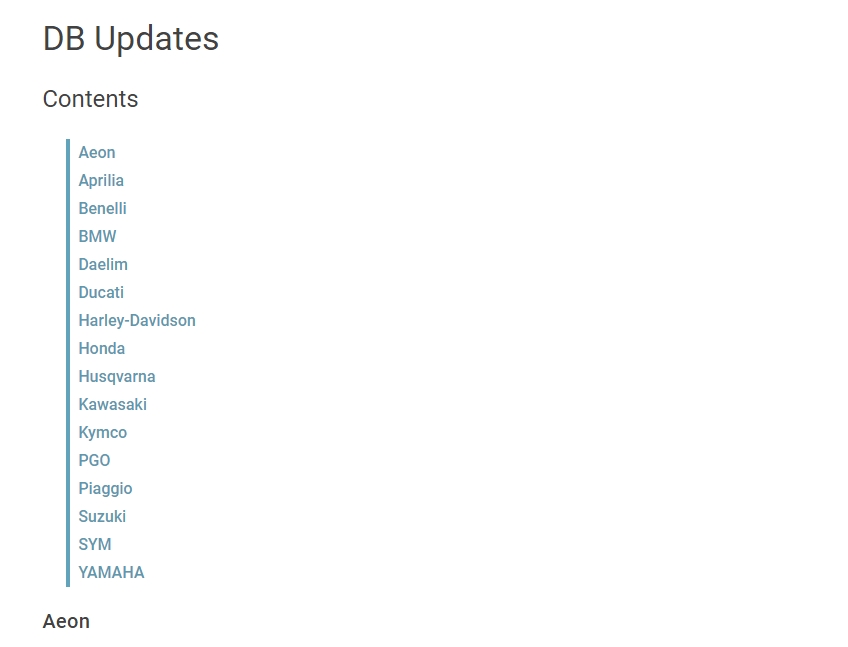 DB Updates
Contents
Aeon
Aprilia
Benelli
BMW
Daelim
Ducati
Harley-Davidson
Honda
Husqvarna
Kawasaki
Kymco
PGO
Piaggio
Suzuki
SYM
YAMAHA
Aeon